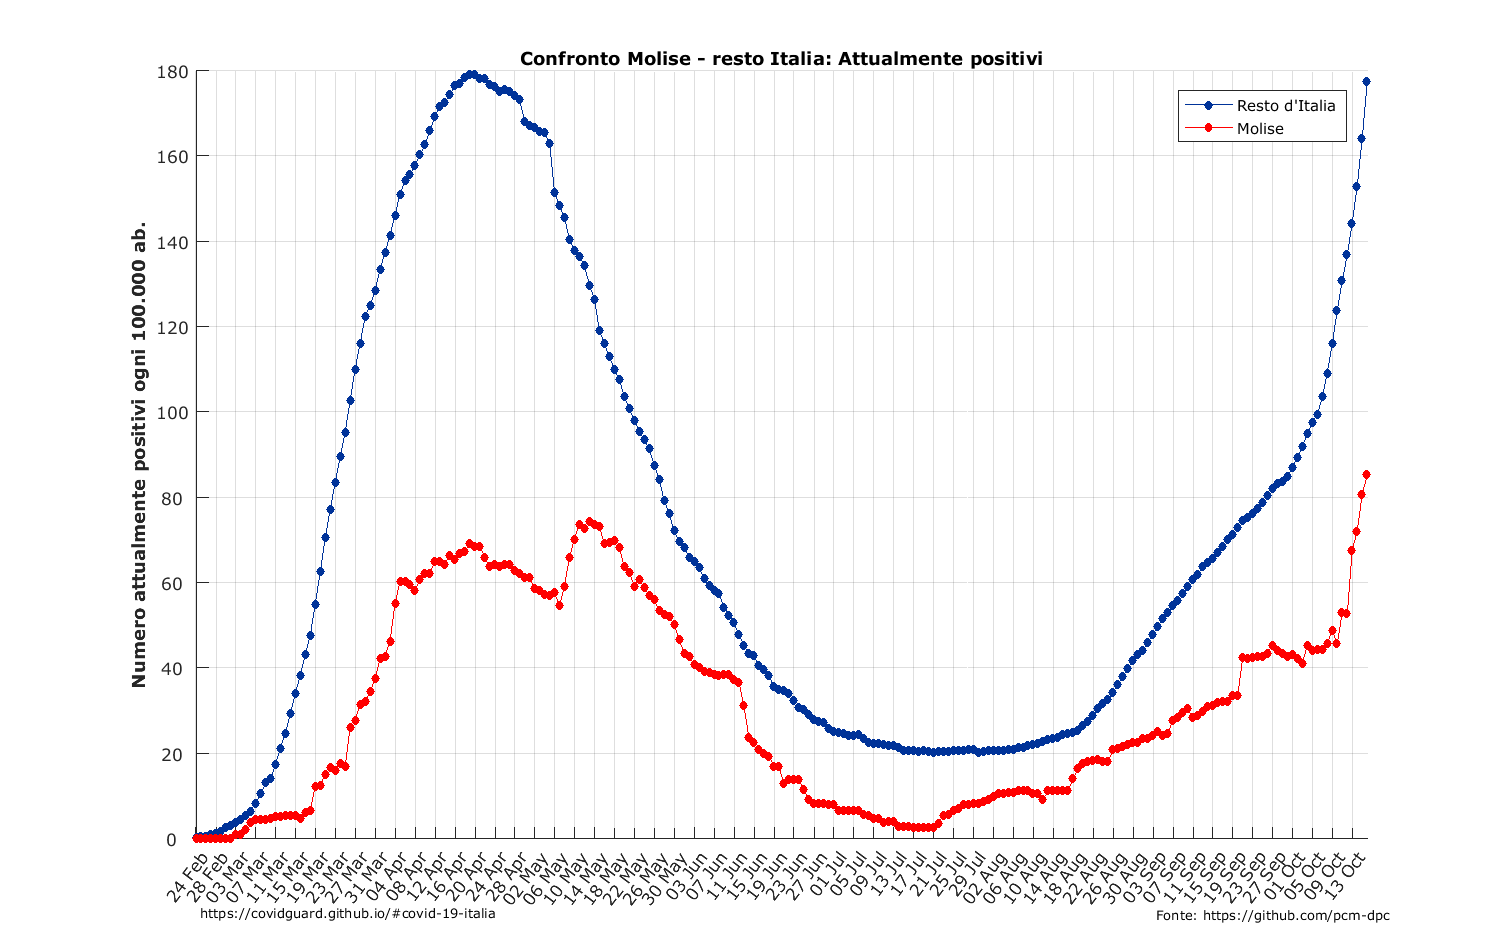 Confronto Molise - resto Italia: Attualmente positivi
Resto d'Italia
Molise
Numero attualmente positivi ogni 100.000 ab.
180
160
140
120
100
80
60
40
20
0
24 Feb
28 Feb
03 Mar
07 Mar
11 Mar
15 Mar
19 Mar
23 Mar
27 Mar
31 Mar
04 Apr
08 Apr
12 Apr
16 Apr
20 Apr
24 Apr
28 Apr
02 May
06 May
10 May
14 May
18 May
22 May
26 May
30 May
03 Jun
07 Jun
11 Jun
15 Jun
19 Jun
23 Jun
27 Jun
01 Jul
05 Jul
09 Jul
13 Jul
17 Jul
21 Jul
25 Jul
29 Jul
02 Aug
06 Aug
10 Aug
14 Aug
18 Aug
22 Aug
26 Aug
30 Aug
03 Sep
07 Sep
11 Sep
15 Sep
19 Sep
23 Sep
27 Sep
01 Oct
05 Oct
09 Oct
13 Oct
https://covidguard.github.io/#covid-19-italia
Fonte: https://github.com/pcm-dpc